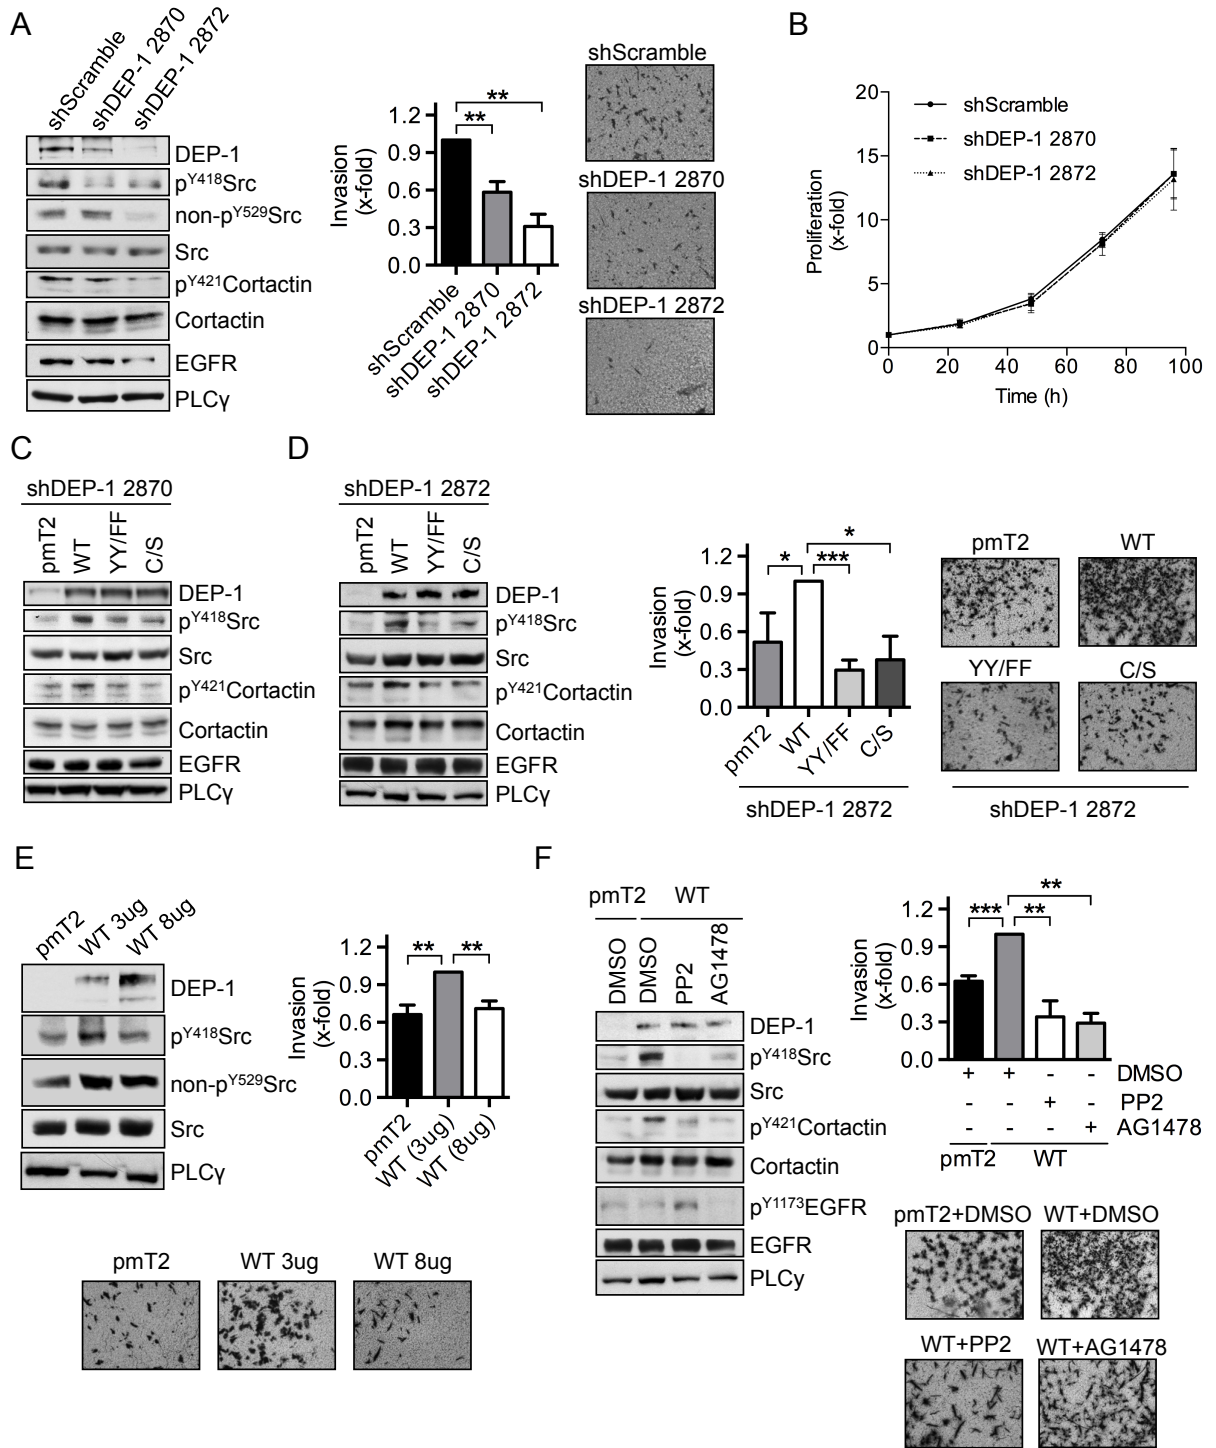 A
shScramble
shDEP-1 2870
shDEP-1 2872
DEP-1
pY418Src
non-pY529Src
Src
pY421Cortactin
Cortactin
EGFR
PLCγ
Invasion
(x-fold)
1.2
0.9
0.6
0.3
0.0
**
**
shScramble
shDEP-1 2870
shDEP-1 2872
shScramble
shDEP-1 2870
shDEP-1 2872
B
Proliferation
(x-fold)
20
15
10
5
0
shScramble
shDEP-1 2870
shDEP-1 2872
0 20 40 60 80 100
Time (h)
C
shDEP-1 2870
pmT2 WT YY/FF C/S
DEP-1
pY418Src
Src
pY421Cortactin
Cortactin
EGFR
PLCγ
D
shDEP-1 2872
pmT2 WT YY/FF C/S
DEP-1
pY418Src
Src
pY421Cortactin
Cortactin
EGFR
PLCγ
Invasion
(x-fold)
1.2
0.9
0.6
0.3
0.0
*
* ***
pmT2 WT YY/FF C/S
shDEP-1 2872
pmT2 WT
YY/FF C/S
shDEP-1 2872
E
pmT2 WT 3ug WT 8ug
DEP-1
pY418Src
non-pY529Src
Src
PLCγ
Invasion
(x-fold)
1.2
0.9
0.6
0.3
0.0
** **
pmT2
WT (3ug)
WT (8ug)
pmT2 WT 3ug WT 8ug
F
pmT2 WT
DMSO DMSO PP2 AG1478
DEP-1
pY418Src
Src
pY421Cortactin
Cortactin
pY1173EGFR
EGFR
PLCy
Invasion
(x-fold)
1.2
0.9
0.6
0.3
0.0
**
*** **
+ + - - DMSO
- - + - PP2
- - - + AG1478
pmT2 WT
pmT2+DMSO WT+DMSO
WT+PP2 WT+AG1478